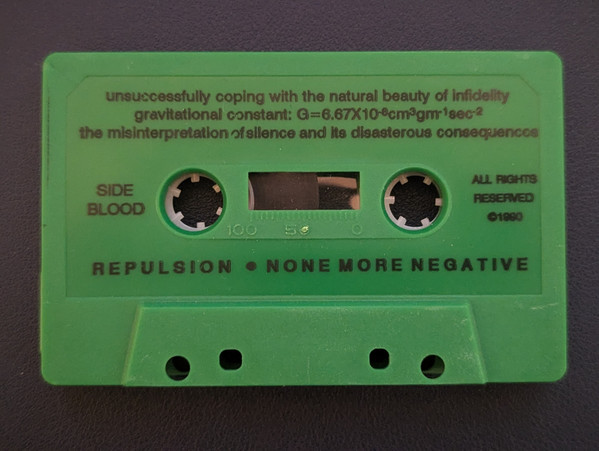 unsuccessfully coping with the natural beauty of infidelity
gravitational constant: G=6.67X10⁻⁸cm³gm⁻¹sec⁻²
the misinterpretation of silence and its disasterous consequences
SIDE
BLOOD
ALL RIGHTS
RESERVED
©1990
100 50 0
REPULSION • NONE MORE NEGATIVE